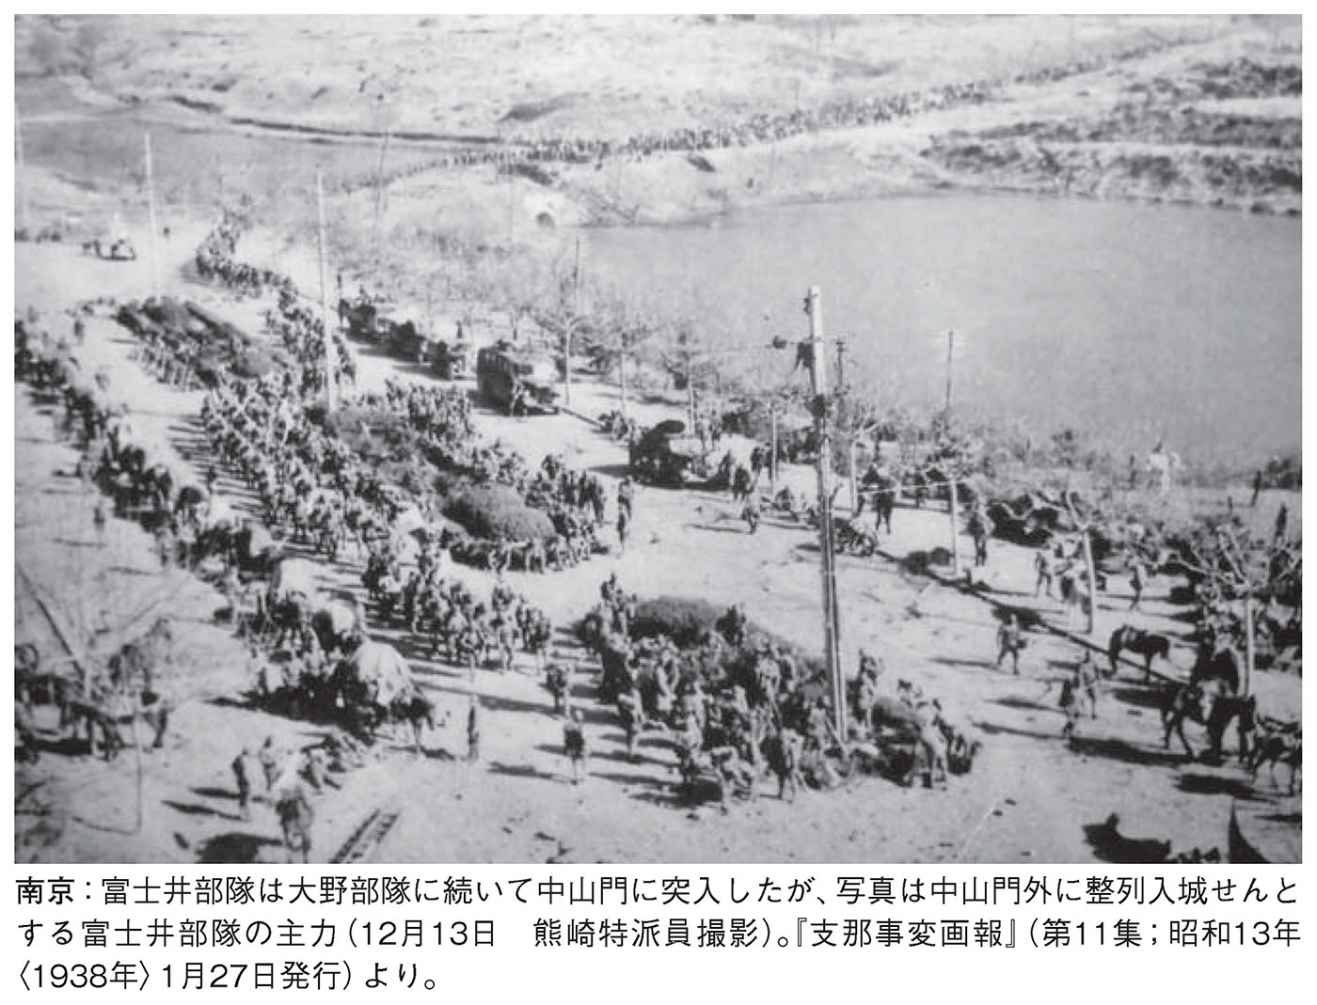 南京：富士井部隊は大野部隊に続いて中山門に突入したが、写真は中山門外に整列入城せんと
する富士井部隊の主力（12月13日　熊崎特派員撮影）。『支那事変画報』（第11集；昭和13年
〈1938年〉1月27日発行）より。